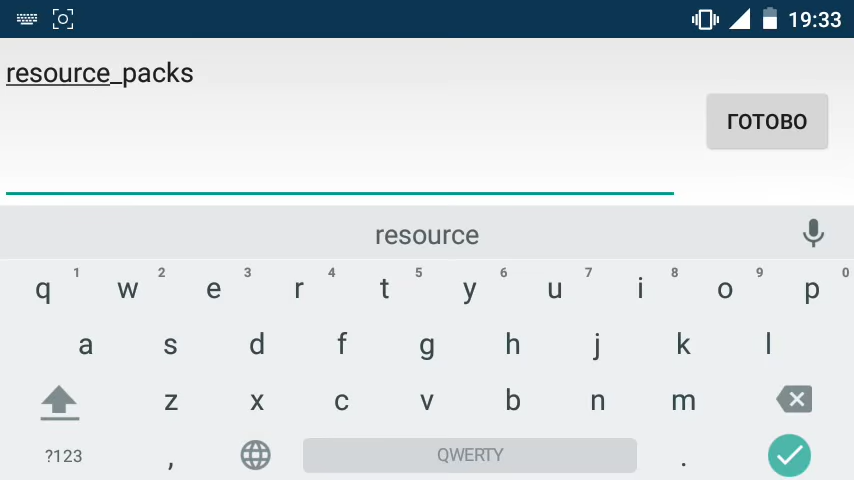 19:33
resource_packs
ГОТОВО
resource
q 1 w 2 e 3 r 4 t 5 y 6 u 7 i 8 o 9 p 0
a s d f g h j k l
z x c v b n m
?123 , QWERTY .